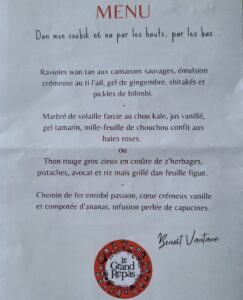 MENU
Dan mon soubik né na par les hauts, par les bas...
Ravioles wan tan aux camarons sauvages, émulsion
crémeuse au ti l'ail, gel de gingembre, shitakés et
pickles de bilimbi.
-
Marbré de volaille farcie au chou kale, jus vanillé,
gel tamarin, mille-feuille de chouchou confit aux
baies roses.
ou
Thon rouge gros zieux en croûte de z'herbages,
pistaches, avocat et riz mais grillé dan feuille figue.
-
Chemin de fer enrobé passion, cœur crémeux vanille
et compotée d'ananas, infusion perlée de capucines.
Benoît Vantaux
le
Grand
Repas